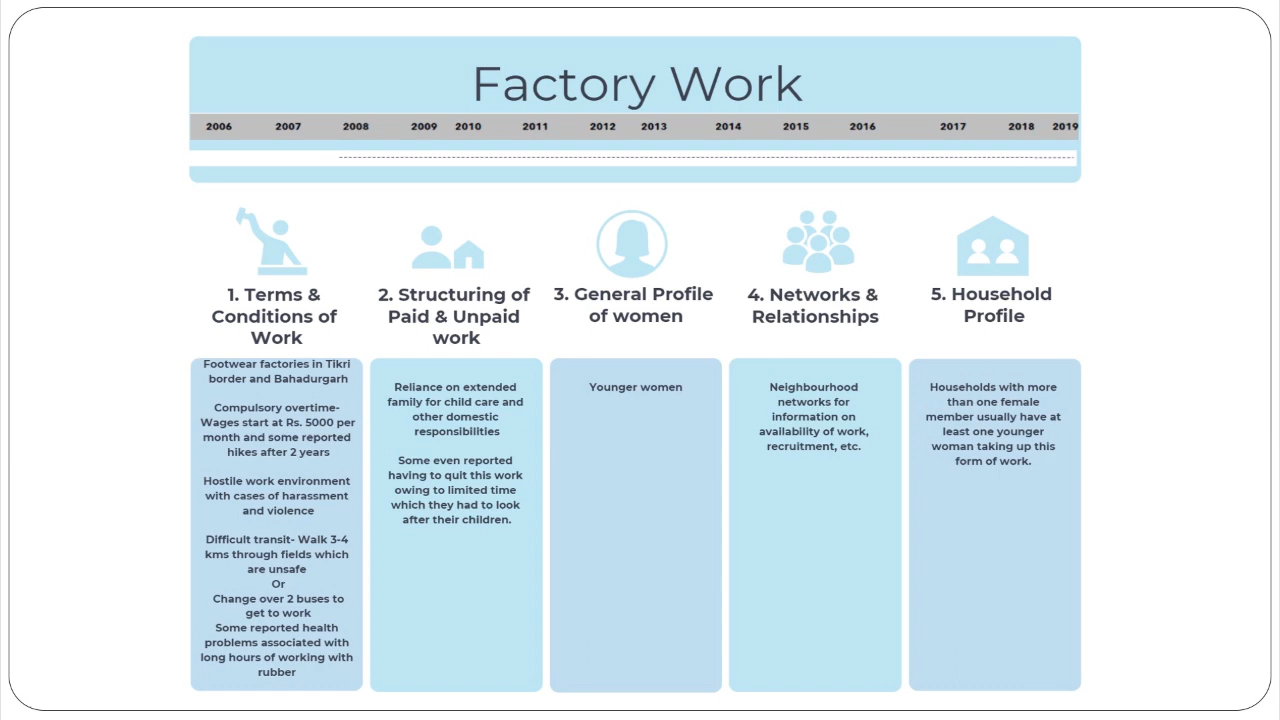 Factory Work
2006 2007 2008 2009 2010 2011 2012 2013 2014 2015 2016 2017 2018 2019
1. Terms &
Conditions of
Work
Footwear factories in Tikri
border and Bahadurgarh
Compulsory overtime-
Wages start at Rs. 5000 per
month and some reported
hikes after 2 years
Hostile work environment
with cases of harassment
and violence
Difficult transit- Walk 3-4
kms through fields which
are unsafe
Or
Change over 2 buses to
get to work
Some reported health
problems associated with
long hours of working with
rubber
2. Structuring of
Paid & Unpaid
work
Reliance on extended
family for child care and
other domestic
responsibilities
Some even reported
having to quit this work
owing to limited time
which they had to look
after their children.
3. General Profile
of women
Younger women
4. Networks &
Relationships
Neighbourhood
networks for
information on
availability of work,
recruitment, etc.
5. Household
Profile
Households with more
than one female
member usually have at
least one younger
woman taking up this
form of work.